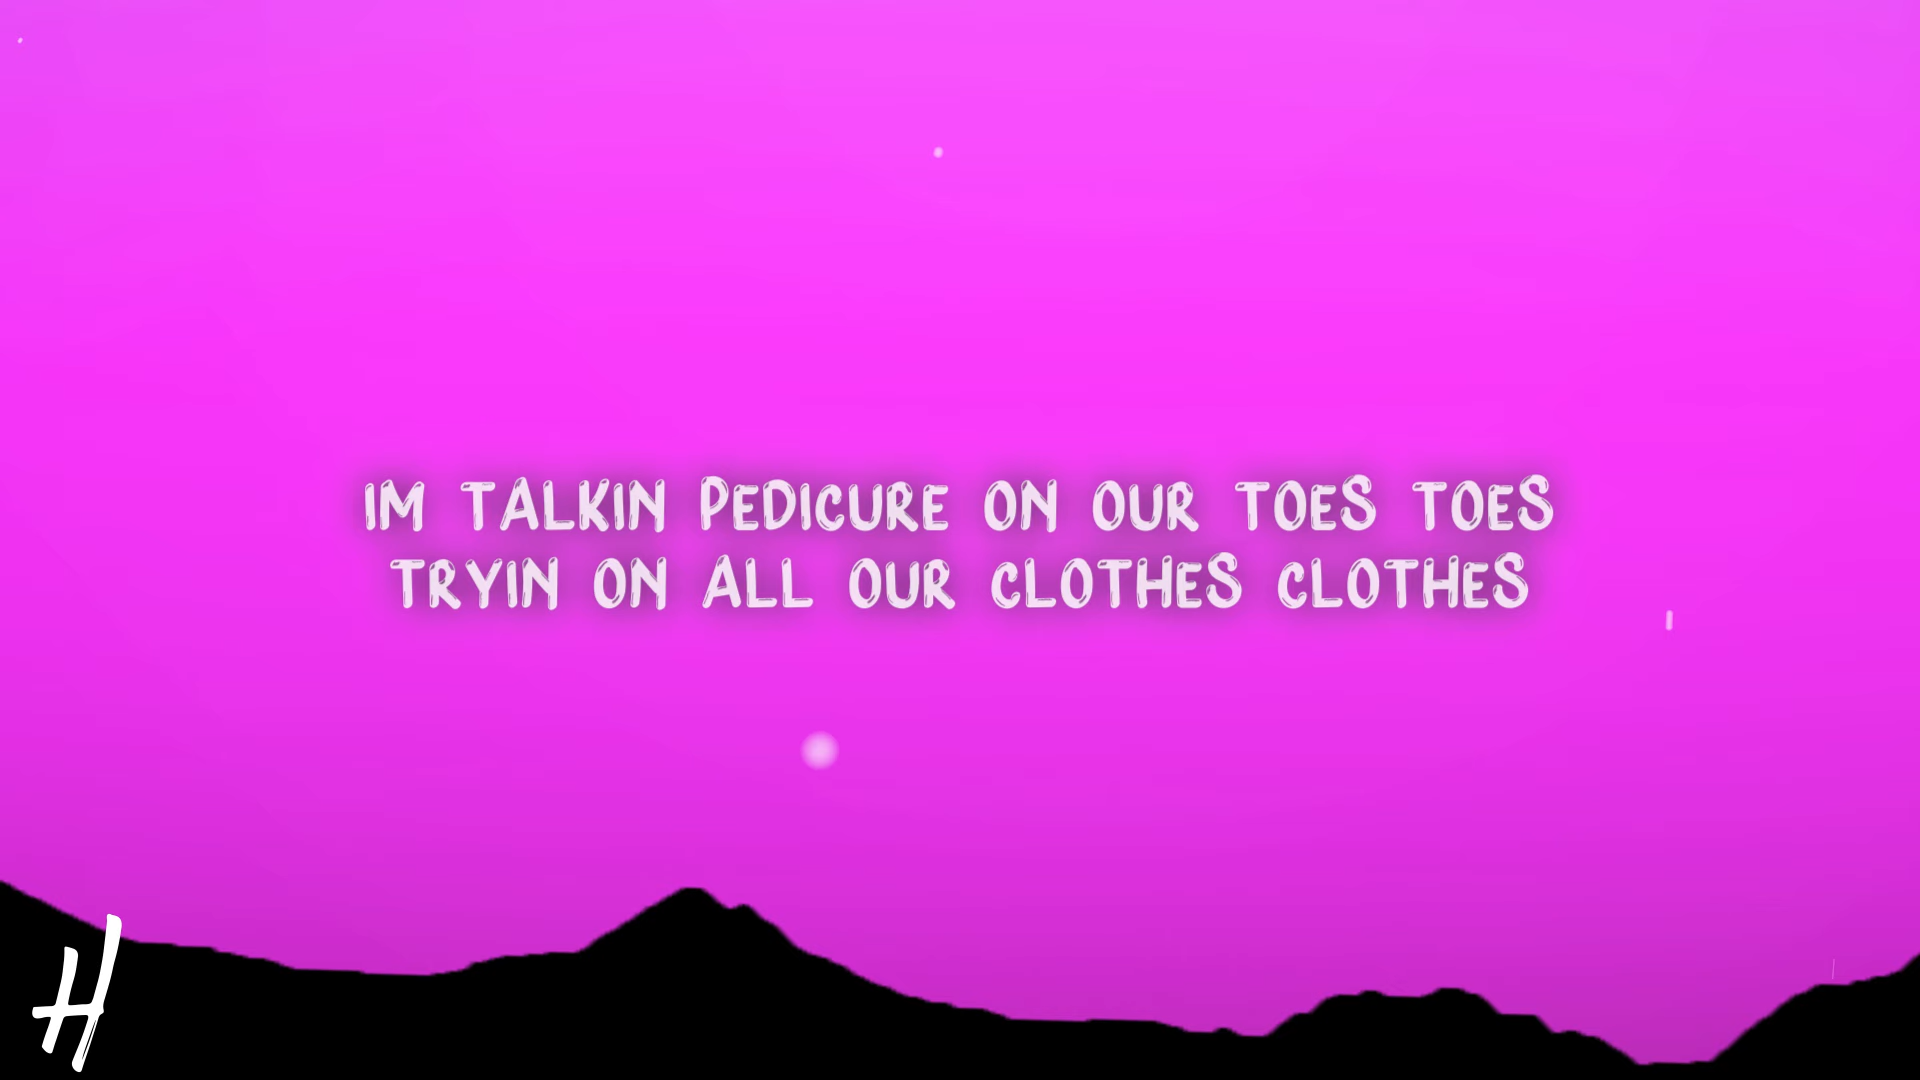 IM TALKIN PEDICURE ON OUR TOES TOES
TRYIN ON ALL OUR CLOTHES CLOTHES
H